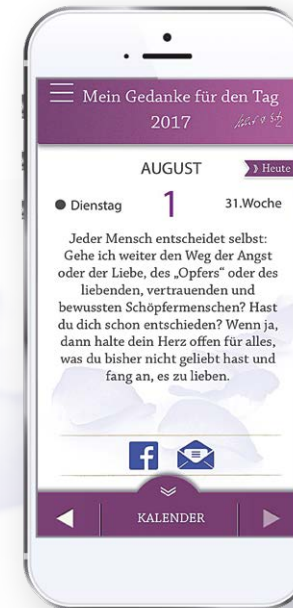 Mein Gedanke für den Tag
2017
AUGUST
Heute
Dienstag
1
31.Woche
Jeder Mensch entscheidet selbst:
Gehe ich weiter den Weg der Angst
oder der Liebe, des „Opfers“ oder des
liebenden, vertrauenden und
bewussten Schöpfermenschen? Hast
du dich schon entschieden? Wenn ja,
dann halte dein Herz offen für alles,
was du bisher nicht geliebt hast und
fang an, es zu lieben.
KALENDER